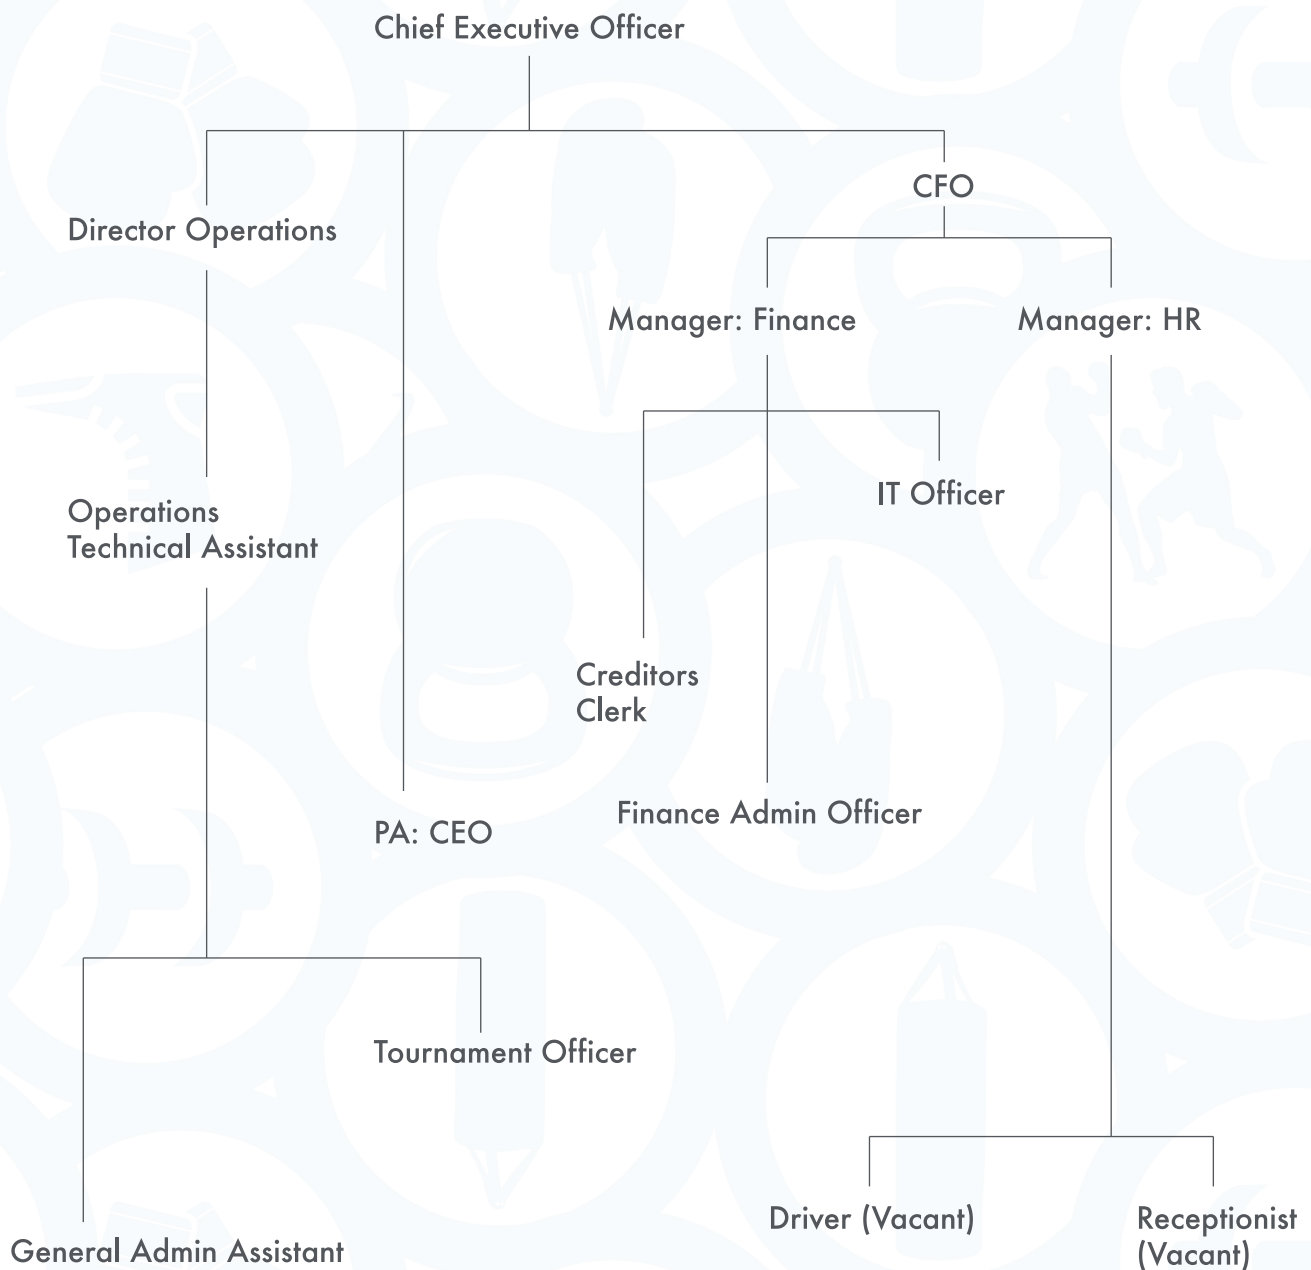 Chief Executive Officer
CFO
Director Operations
Manager: Finance
Manager: HR
IT Officer
Operations
Technical Assistant
Creditors
Clerk
Finance Admin Officer
PA: CEO
Tournament Officer
Driver (Vacant)
Receptionist
(Vacant)
General Admin Assistant